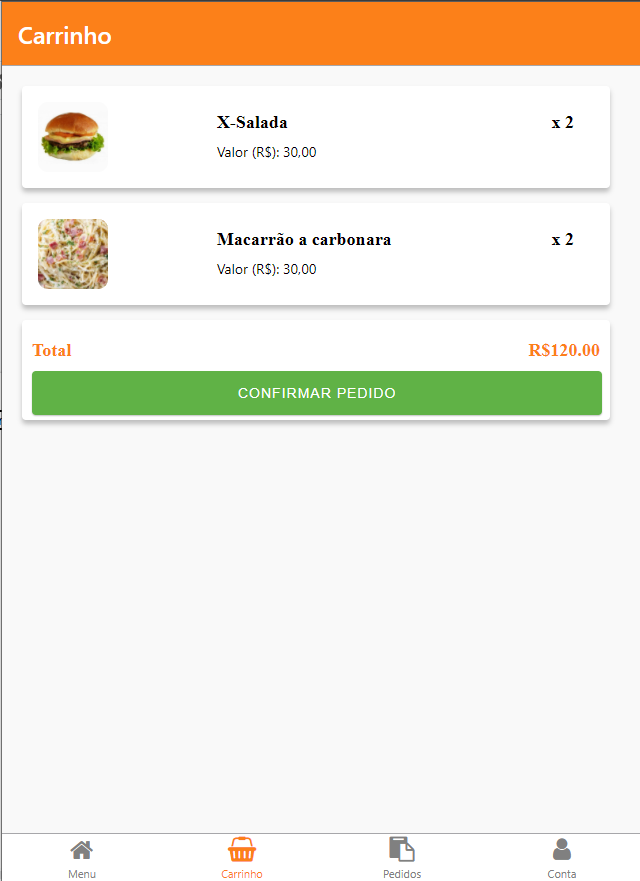 Carrinho
X-Salada x 2
Valor (R$): 30,00
Macarrão a carbonara x 2
Valor (R$): 30,00
Total R$120.00
CONFIRMAR PEDIDO
Menu Carrinho Pedidos Conta